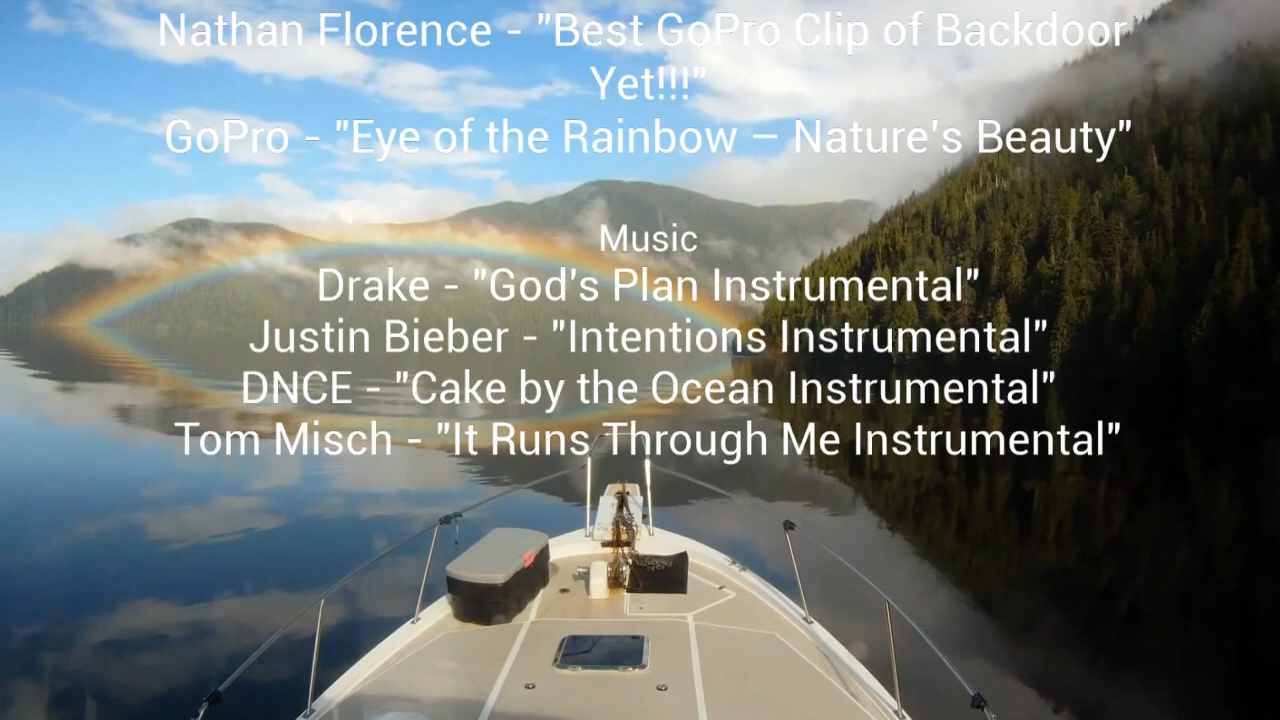 Nathan Florence - "Best GoPro Clip of Backdoor
Yet!!!"
GoPro - "Eye of the Rainbow – Nature's Beauty"
Music
Drake - "God's Plan Instrumental"
Justin Bieber - "Intentions Instrumental"
DNCE - "Cake by the Ocean Instrumental"
Tom Misch - "It Runs Through Me Instrumental"